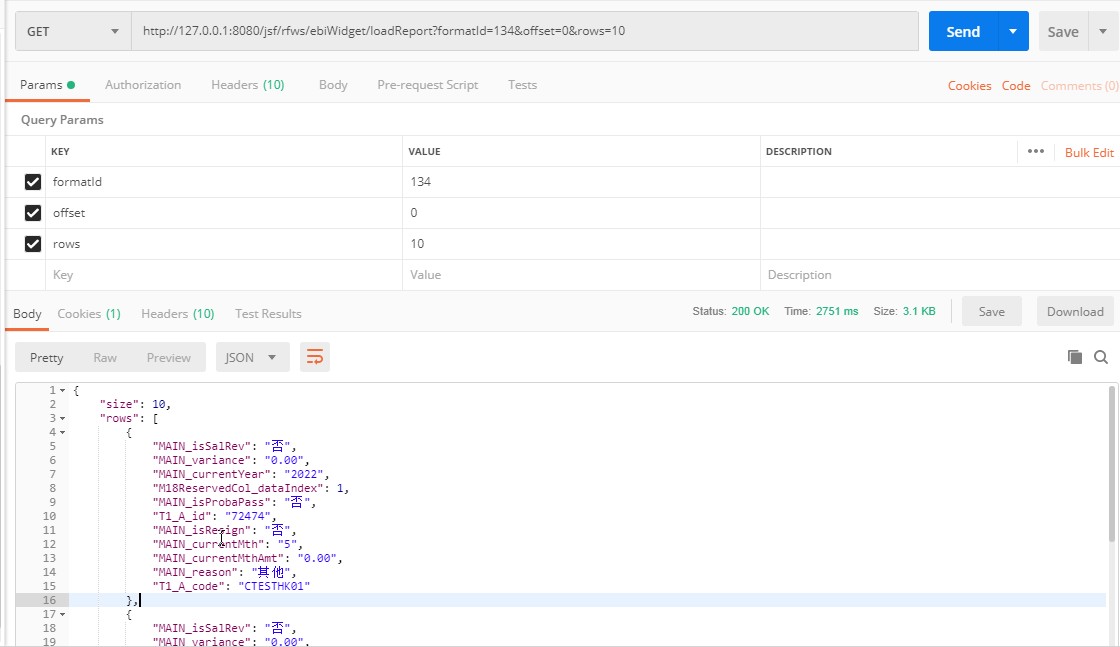 GET http://127.0.0.1:8080/jsf/rfws/ebiWidget/loadReport?formatId=134&offset=0&rows=10 Send Save
Params Authorization Headers (10) Body Pre-request Script Tests Cookies Code Comments (0)
Query Params
KEY VALUE DESCRIPTION ••• Bulk Edit
formatId 134
offset 0
rows 10
Key Value Description
Body Cookies (1) Headers (10) Test Results Status: 200 OK Time: 2751 ms Size: 3.1 KB Save Download
Pretty Raw Preview JSON
1 {
2 "size": 10,
3 "rows": [
4 {
5 "MAIN_isSalRev": "否",
6 "MAIN_variance": "0.00",
7 "MAIN_currentYear": "2022",
8 "M18ReservedCol_dataIndex": 1,
9 "MAIN_isProbaPass": "否",
10 "T1_A_id": "72474",
11 "MAIN_isResign": "否",
12 "MAIN_currentMth": "5",
13 "MAIN_currentMthAmt": "0.00",
14 "MAIN_reason": "其他",
15 "T1_A_code": "CTESTHK01"
16 },
17 {
18 "MAIN_isSalRev": "否",
19 "MAIN_variance": "0.00",